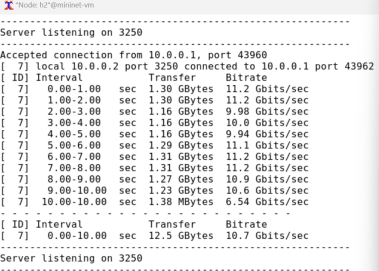 "Node: h2"@mininet-vm
-----------------------------------------------------------
Server listening on 3250
-----------------------------------------------------------
Accepted connection from 10.0.0.1, port 43960
[  7] local 10.0.0.2 port 3250 connected to 10.0.0.1 port 43962
[ ID] Interval           Transfer     Bitrate
[  7]   0.00-1.00   sec  1.30 GBytes  11.2 Gbits/sec
[  7]   1.00-2.00   sec  1.30 GBytes  11.2 Gbits/sec
[  7]   2.00-3.00   sec  1.16 GBytes  9.98 Gbits/sec
[  7]   3.00-4.00   sec  1.16 GBytes  10.0 Gbits/sec
[  7]   4.00-5.00   sec  1.16 GBytes  9.94 Gbits/sec
[  7]   5.00-6.00   sec  1.29 GBytes  11.1 Gbits/sec
[  7]   6.00-7.00   sec  1.31 GBytes  11.2 Gbits/sec
[  7]   7.00-8.00   sec  1.31 GBytes  11.2 Gbits/sec
[  7]   8.00-9.00   sec  1.27 GBytes  10.9 Gbits/sec
[  7]   9.00-10.00  sec  1.23 GBytes  10.6 Gbits/sec
[  7]  10.00-10.00  sec  1.38 MBytes  6.54 Gbits/sec
- - - - - - - - - - - - - - - - - - - - - - - - -
[ ID] Interval           Transfer     Bitrate
[  7]   0.00-10.00  sec  12.5 GBytes  10.7 Gbits/sec
-----------------------------------------------------------
Server listening on 3250
-----------------------------------------------------------